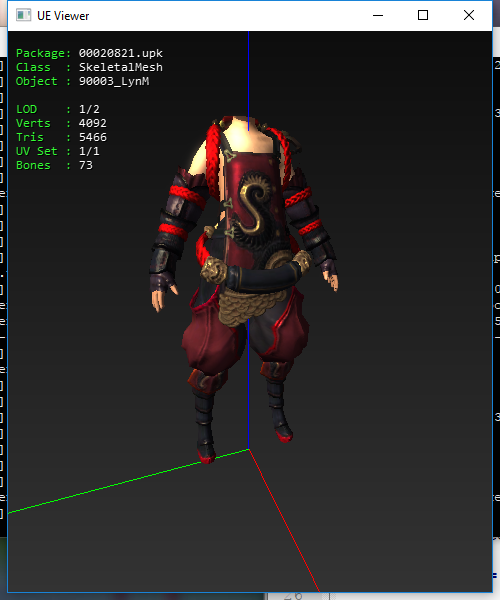 UE Viewer
Package: 00020821.upk
Class : SkeletalMesh
Object : 90003_LynM
LOD : 1/2
Verts : 4092
Tris : 5466
UV Set : 1/1
Bones : 73